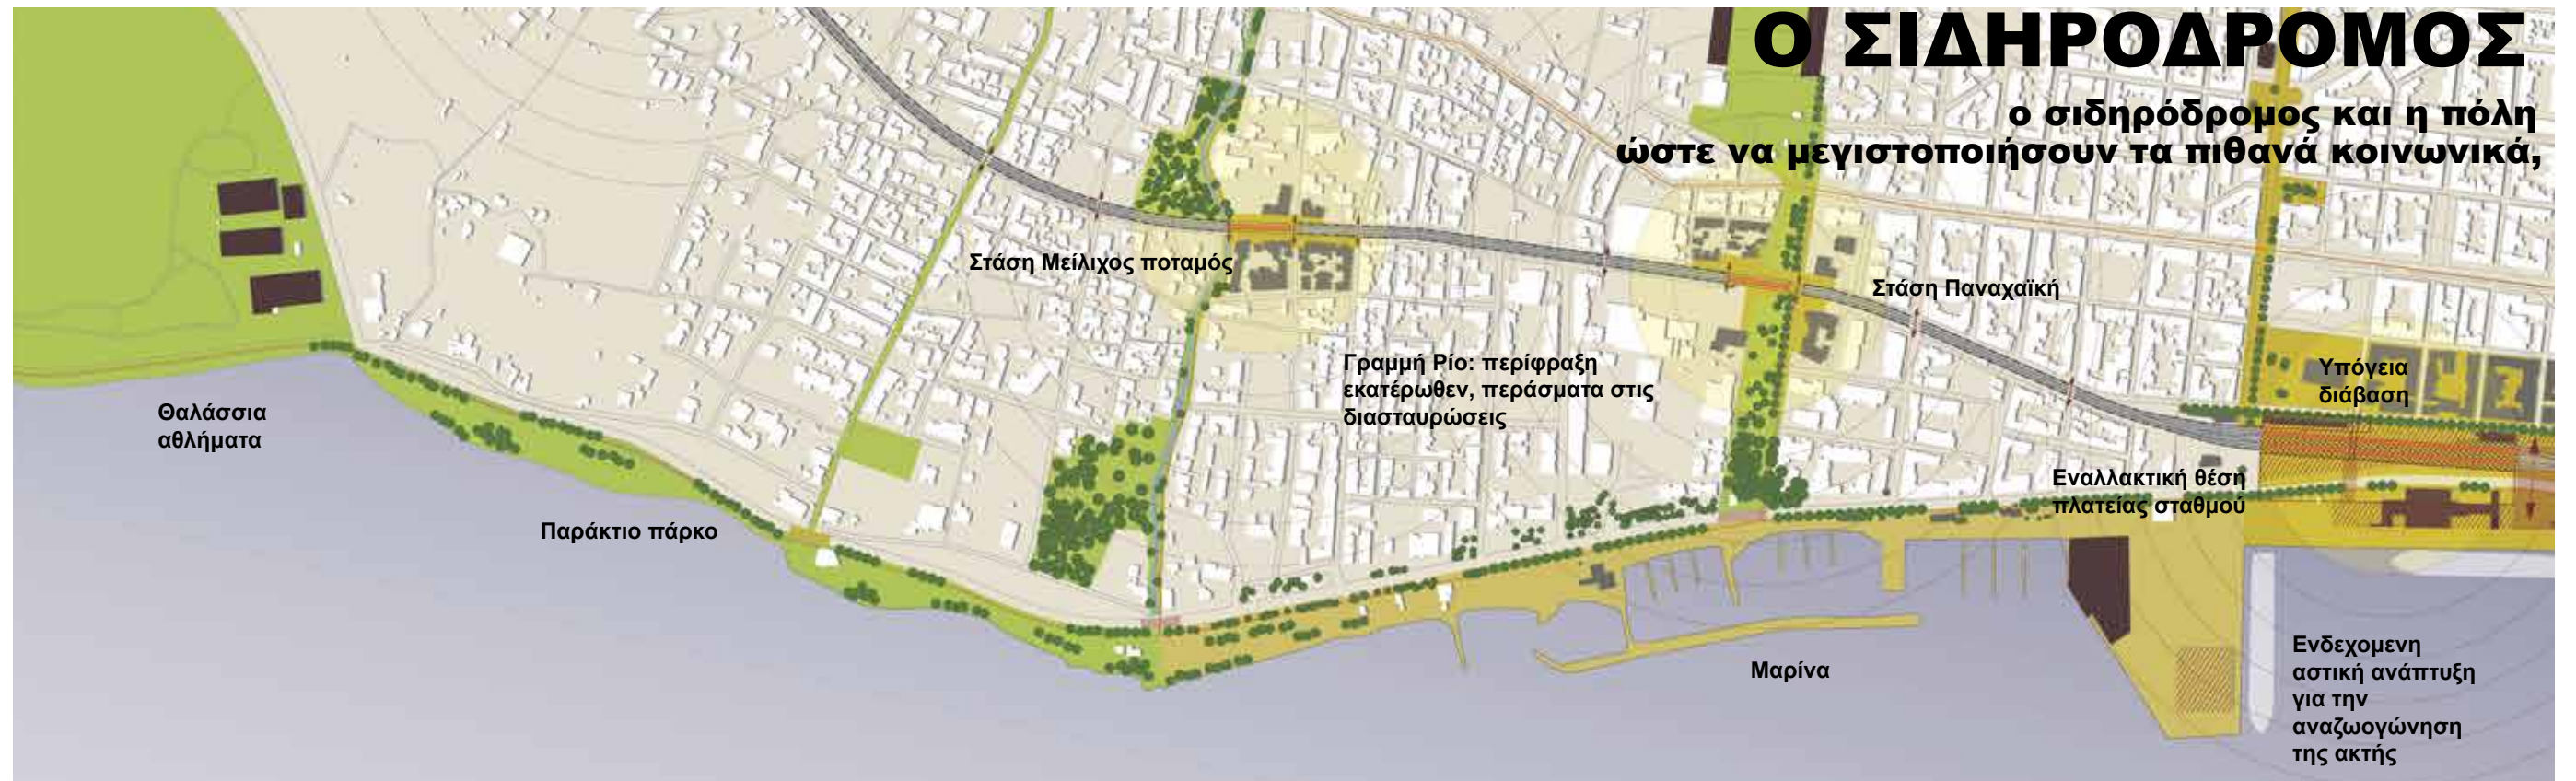 Ο ΣΙΔΗΡΟΔΡΟΜΟΣ
ο σιδηρόδρομος και η πόλη
ώστε να μεγιστοποιήσουν τα πιθανά κοινωνικά,
Στάση Μείλιχος ποταμός
Στάση Παναχαϊκή
Γραμμή Ρίο: περίφραξη
εκατέρωθεν, περάσματα στις
διασταυρώσεις
Υπόγεια
διάβαση
Θαλάσσια
αθλήματα
Εναλλακτική θέση
πλατείας σταθμού
Παράκτιο πάρκο
Μαρίνα
Ενδεχομενη
αστική ανάπτυξη
για την
αναζωογώνηση
της ακτής